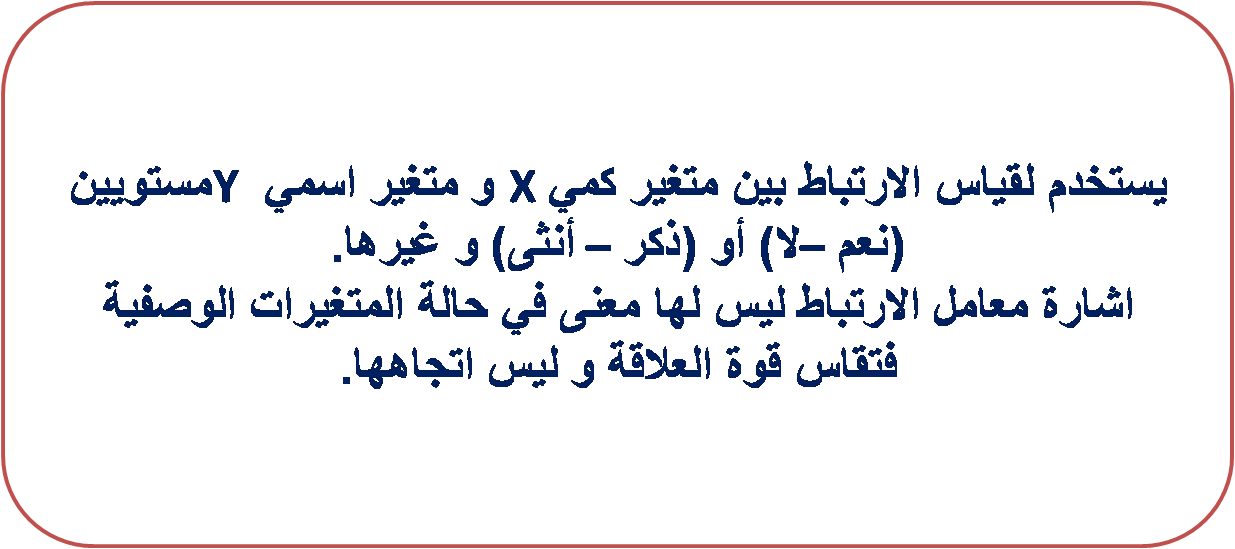 يستخدم لقياس الارتباط بين متغير كمي X و متغير اسمي Yمستويين
(نعم –لا) أو (ذكر – أنثى) و غيرها.
اشارة معامل الارتباط ليس لها معنى في حالة المتغيرات الوصفية
فتقاس قوة العلاقة و ليس اتجاهها.